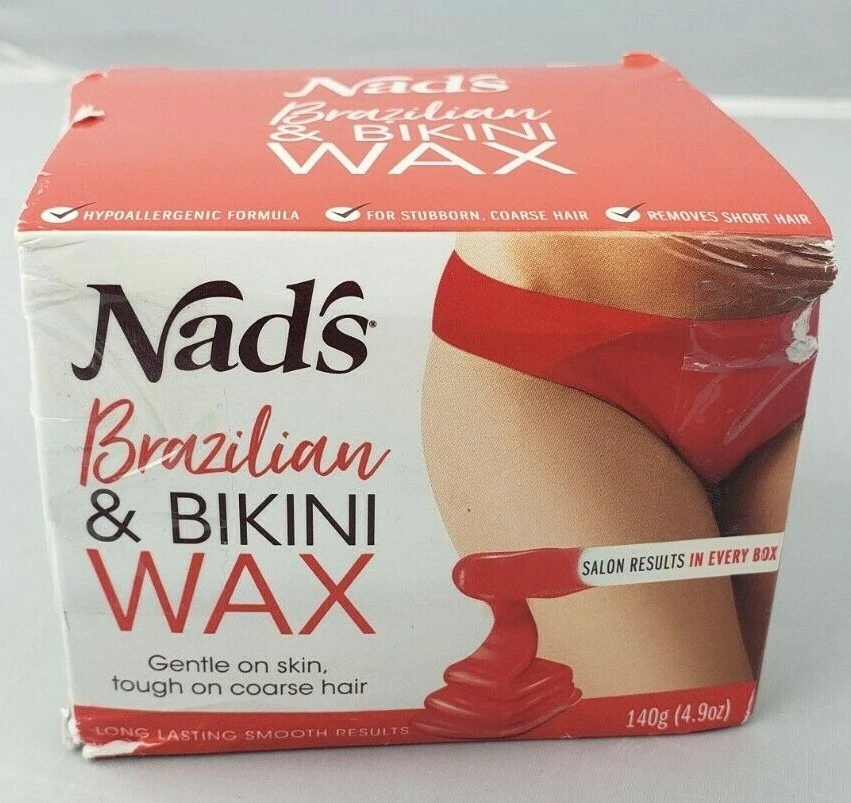 Nad's
Brazilian
& BIKINI
WAX
HYPOALLERGENIC FORMULA
FOR STUBBORN, COARSE HAIR
REMOVES SHORT HAIR
Nad's
Brazilian
& BIKINI
WAX
SALON RESULTS IN EVERY BOX
Gentle on skin,
tough on coarse hair
LONG LASTING SMOOTH RESULTS
140g (4.9oz)